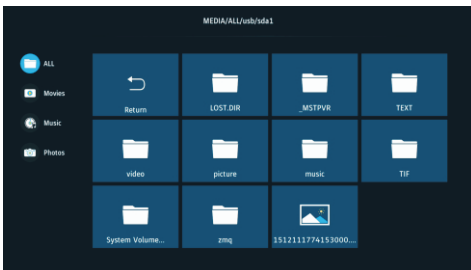 MEDIA/ALL/usb/sda1
ALL
Movies
Music
Photos
Return
LOST.DIR
_MSTPVR
TEXT
video
picture
music
TIF
System Volume...
zmq
1512111774153000...